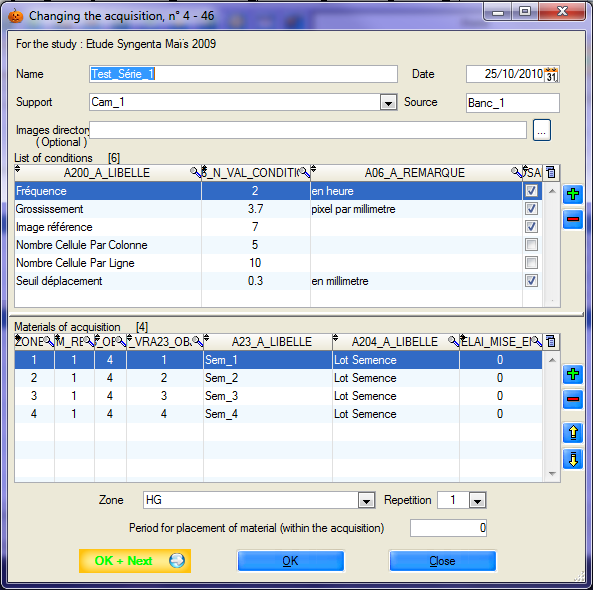 Changing the acquisition, n° 4 - 46
For the study : Etude Syngenta Maïs 2009
Name Test_Série_1 Date 25/10/2010 31
Support Cam_1 Source Banc_1
Images directory
( Optional ) ...
List of conditions [6]
A200_A_LIBELLE _N_VAL_CONDITIO A06_A_REMARQUE
Fréquence 2 en heure
Grossissement 3.7 pixel par millimetre
Image référence 7
Nombre Cellule Par Colonne 5
Nombre Cellule Par Ligne 10
Seuil déplacement 0.3 en millimetre
Materials of acquisition [4]
ZONE M_RE _OB _VRA23_OBJ A23_A_LIBELLE A204_A_LIBELLE ELAI_MISE_EN
1 1 4 1 Sem_1 Lot Semence 0
2 1 4 2 Sem_2 Lot Semence 0
3 1 4 3 Sem_3 Lot Semence 0
4 1 4 4 Sem_4 Lot Semence 0
Zone HG Repetition 1
Period for placement of material (within the acquisition) 0
OK + Next OK Close